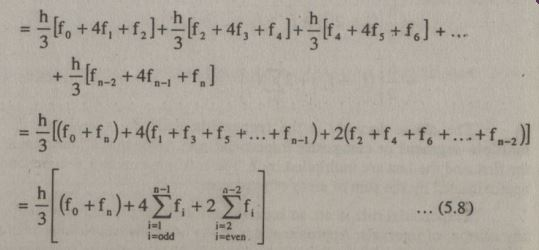 = h/3 [f₀ + 4f₁ + f₂] + h/3 [f₂ + 4f₃ + f₄] + h/3 [f₄ + 4f₅ + f₆] + ...
+ h/3 [fₙ₋₂ + 4fₙ₋₁ + fₙ]
= h/3 [(f₀ + fₙ) + 4(f₁ + f₃ + f₅ + ... + fₙ₋₁) + 2(f₂ + f₄ + f₆ + ... + fₙ₋₂)]
= h/3 [(f₀ + fₙ) + 4 ∑_{i=1, i=odd}^{n−1} fᵢ + 2 ∑_{i=2, i=even}^{n−2} fᵢ] ... (5.8)